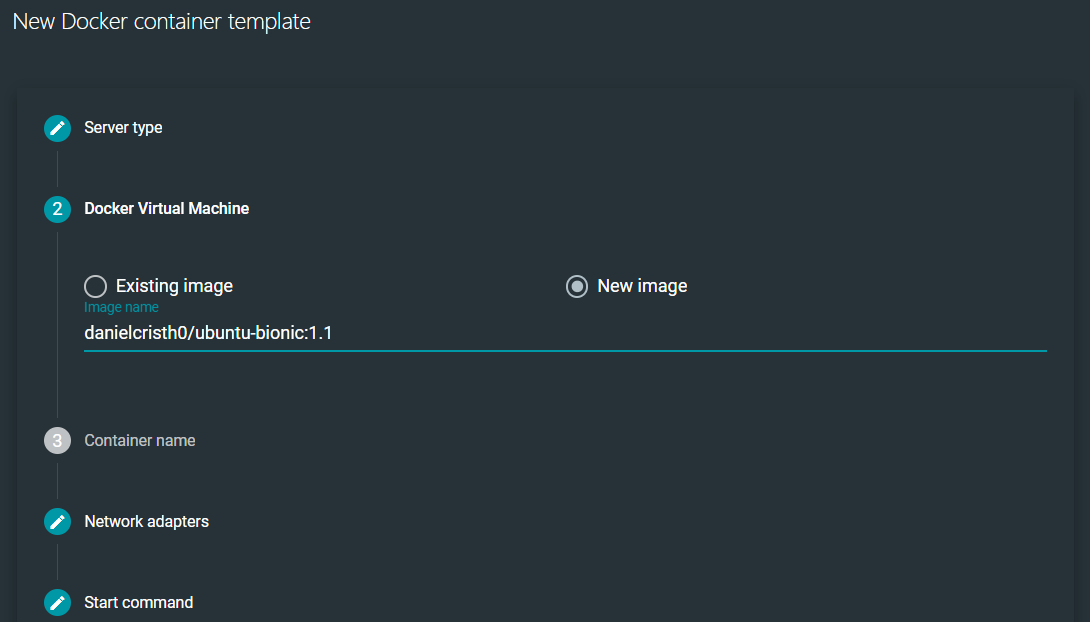 New Docker container template
Server type
2 Docker Virtual Machine
Existing image New image
Image name
danielcristh0/ubuntu-bionic:1.1
3 Container name
Network adapters
Start command